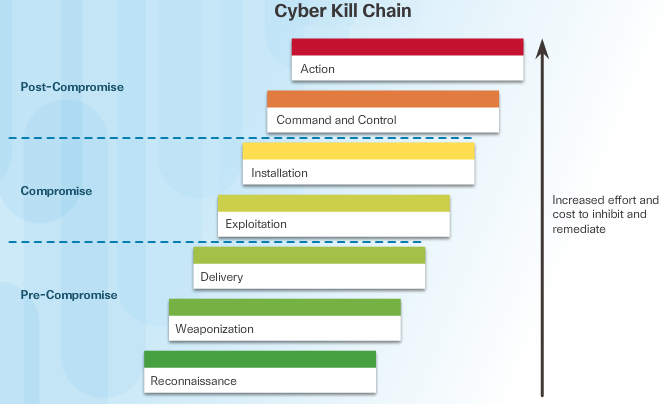 Cyber Kill Chain
Post-Compromise
Action
Command and Control
Compromise
Installation
Exploitation
Increased effort and
cost to inhibit and
remediate
Pre-Compromise
Delivery
Weaponization
Reconnaissance